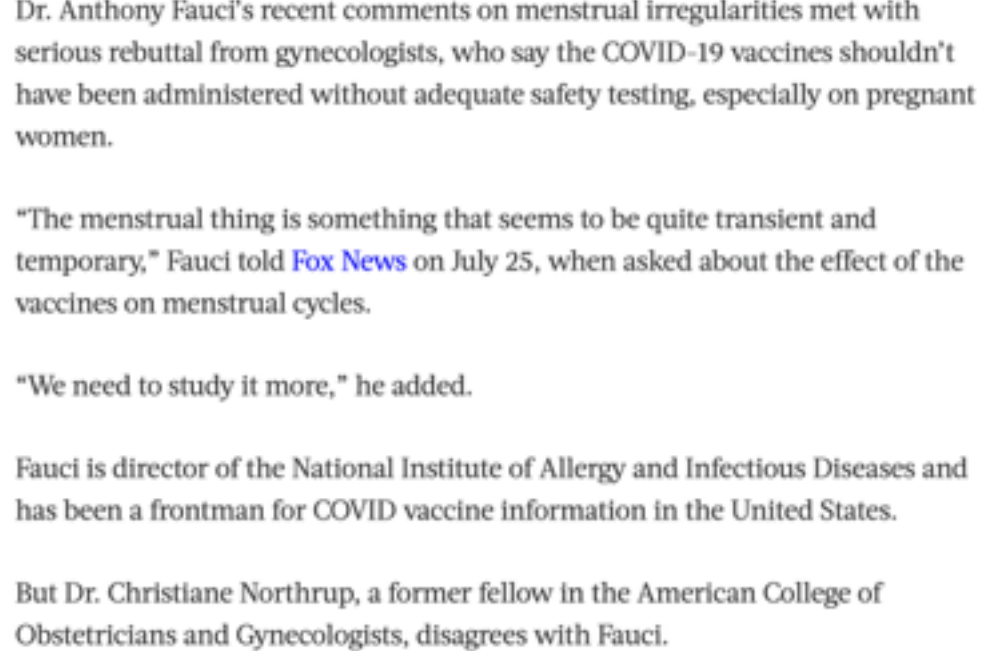 Dr. Anthony Fauci's recent comments on menstrual irregularities met with
serious rebuttal from gynecologists, who say the COVID-19 vaccines shouldn't
have been administered without adequate safety testing, especially on pregnant
women.
“The menstrual thing is something that seems to be quite transient and
temporary,” Fauci told Fox News on July 25, when asked about the effect of the
vaccines on menstrual cycles.
“We need to study it more,” he added.
Fauci is director of the National Institute of Allergy and Infectious Diseases and
has been a frontman for COVID vaccine information in the United States.
But Dr. Christiane Northrup, a former fellow in the American College of
Obstetricians and Gynecologists, disagrees with Fauci.